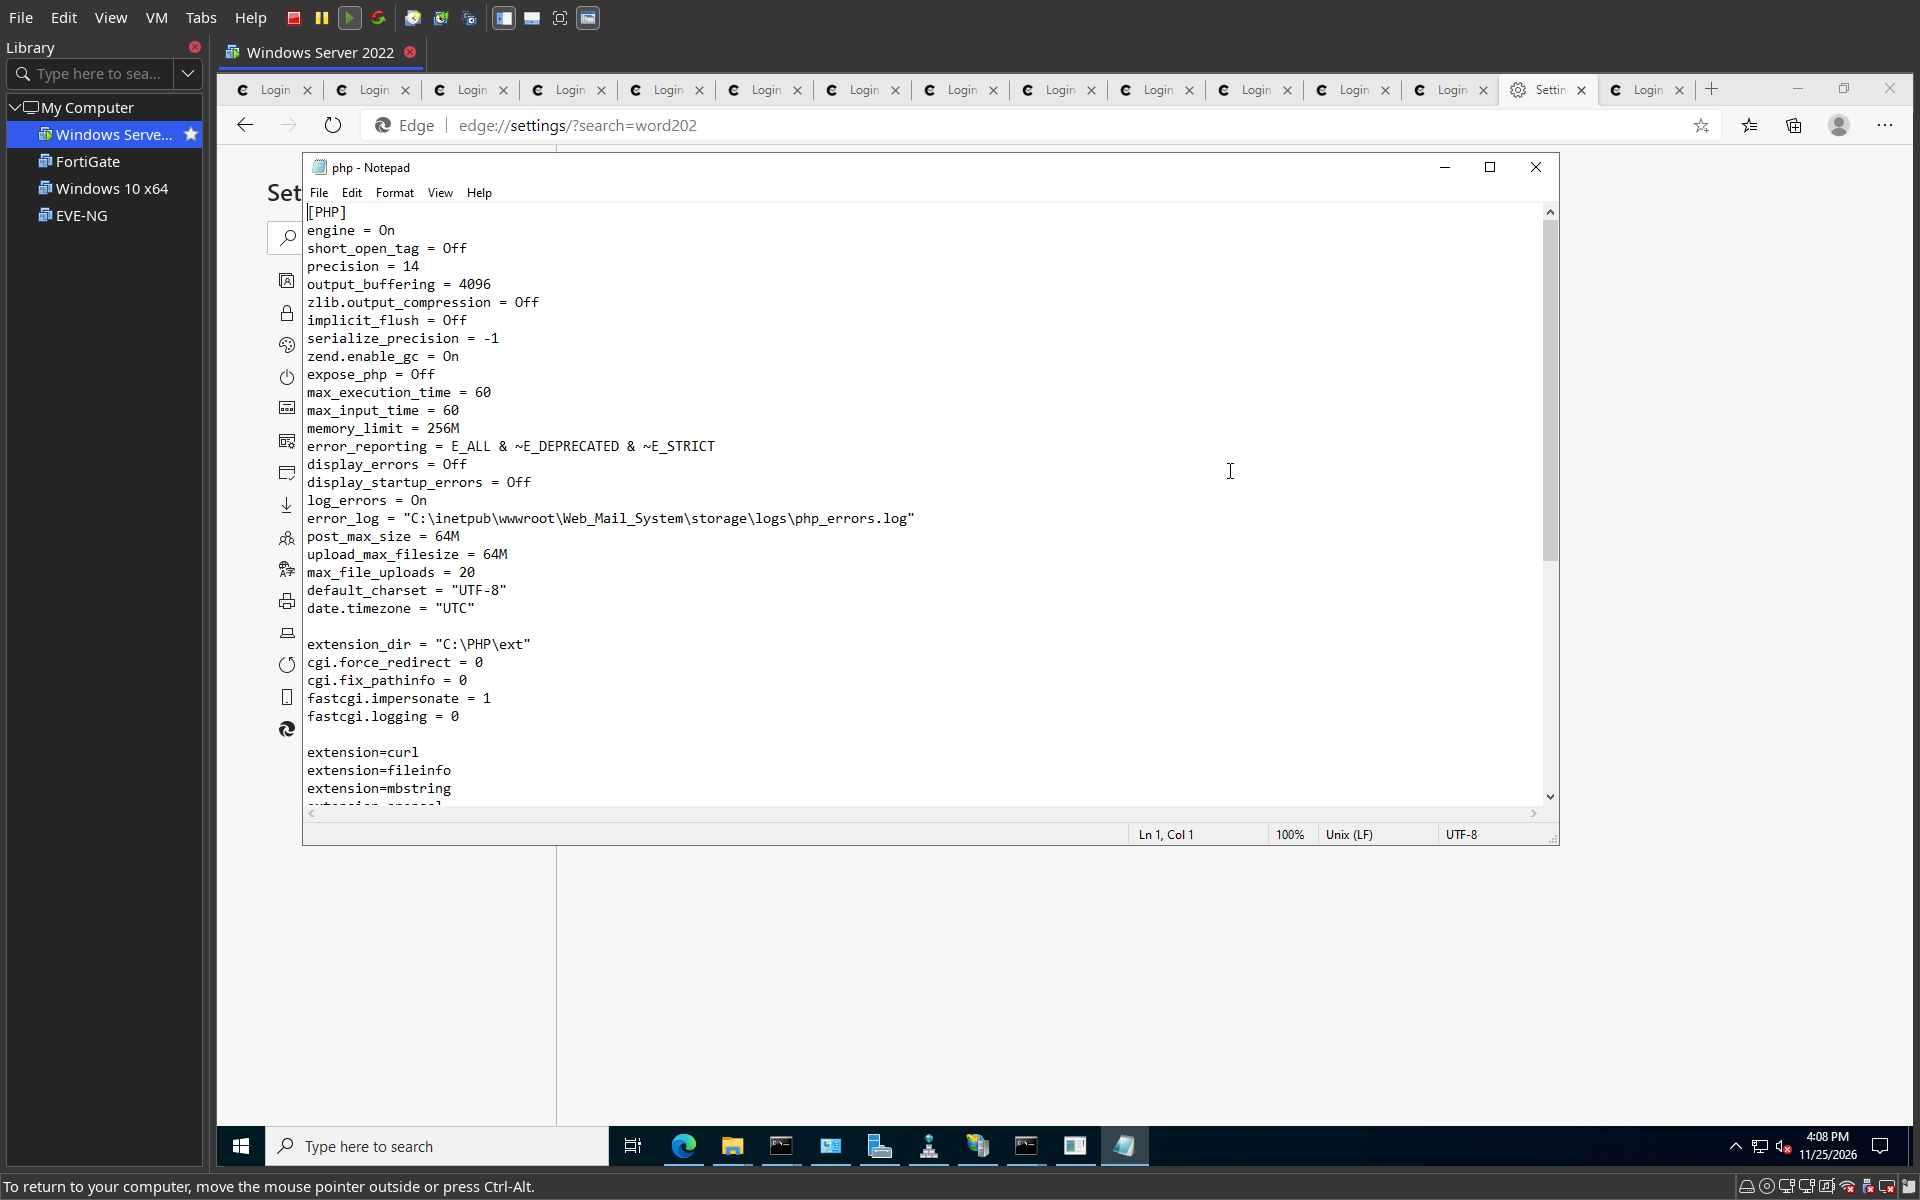 File Edit View VM Tabs Help
Library
Type here to sea...
My Computer
Windows Serve...
FortiGate
Windows 10 x64
EVE-NG
Windows Server 2022
Login Login Login Login Login Login Login Login Login Login Login Login Login Settin Login
Edge edge://settings/?search=word202
Set
php - Notepad
File Edit Format View Help
[PHP]
engine = On
short_open_tag = Off
precision = 14
output_buffering = 4096
zlib.output_compression = Off
implicit_flush = Off
serialize_precision = -1
zend.enable_gc = On
expose_php = Off
max_execution_time = 60
max_input_time = 60
memory_limit = 256M
error_reporting = E_ALL & ~E_DEPRECATED & ~E_STRICT
display_errors = Off
display_startup_errors = Off
log_errors = On
error_log = "C:\inetpub\wwwroot\Web_Mail_System\storage\logs\php_errors.log"
post_max_size = 64M
upload_max_filesize = 64M
max_file_uploads = 20
default_charset = "UTF-8"
date.timezone = "UTC"
extension_dir = "C:\PHP\ext"
cgi.force_redirect = 0
cgi.fix_pathinfo = 0
fastcgi.impersonate = 1
fastcgi.logging = 0
extension=curl
extension=fileinfo
extension=mbstring
Ln 1, Col 1 100% Unix (LF) UTF-8
Type here to search
4:08 PM
11/25/2026
To return to your computer, move the mouse pointer outside or press Ctrl-Alt.